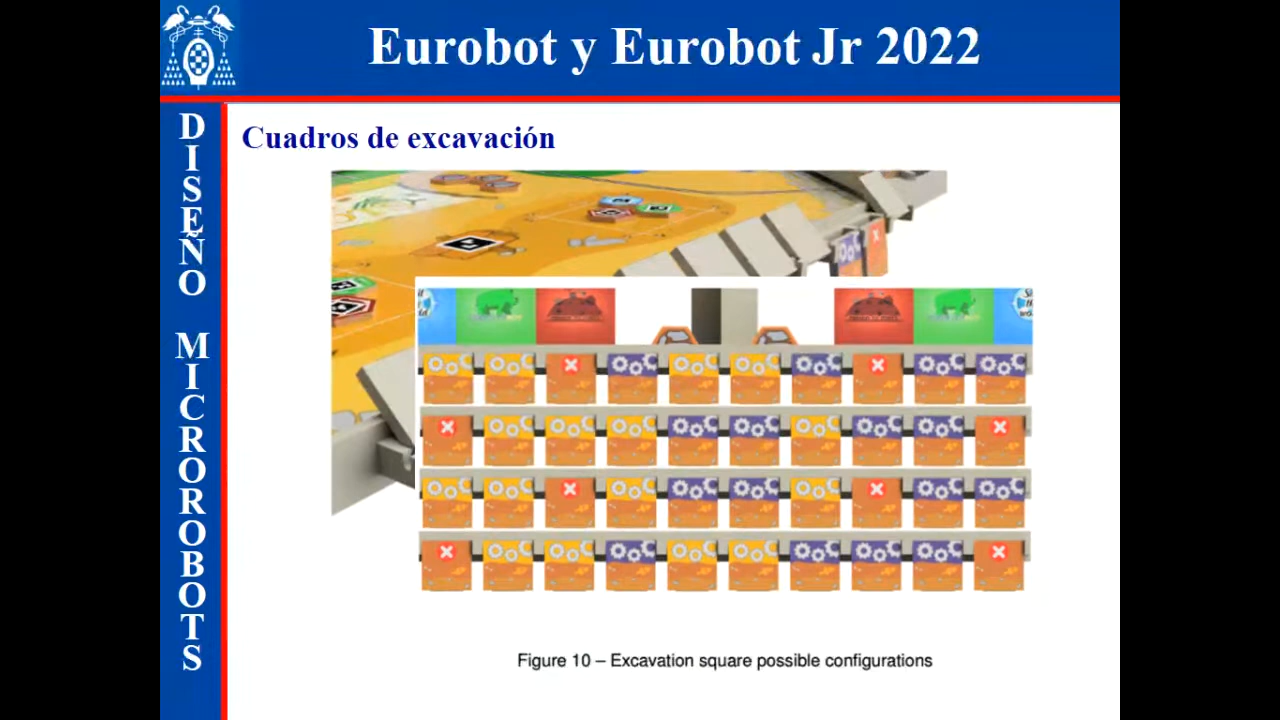 Eurobot y Eurobot Jr 2022
DISEÑO MICROROBOTS
Cuadros de excavación
Figure 10 – Excavation square possible configurations